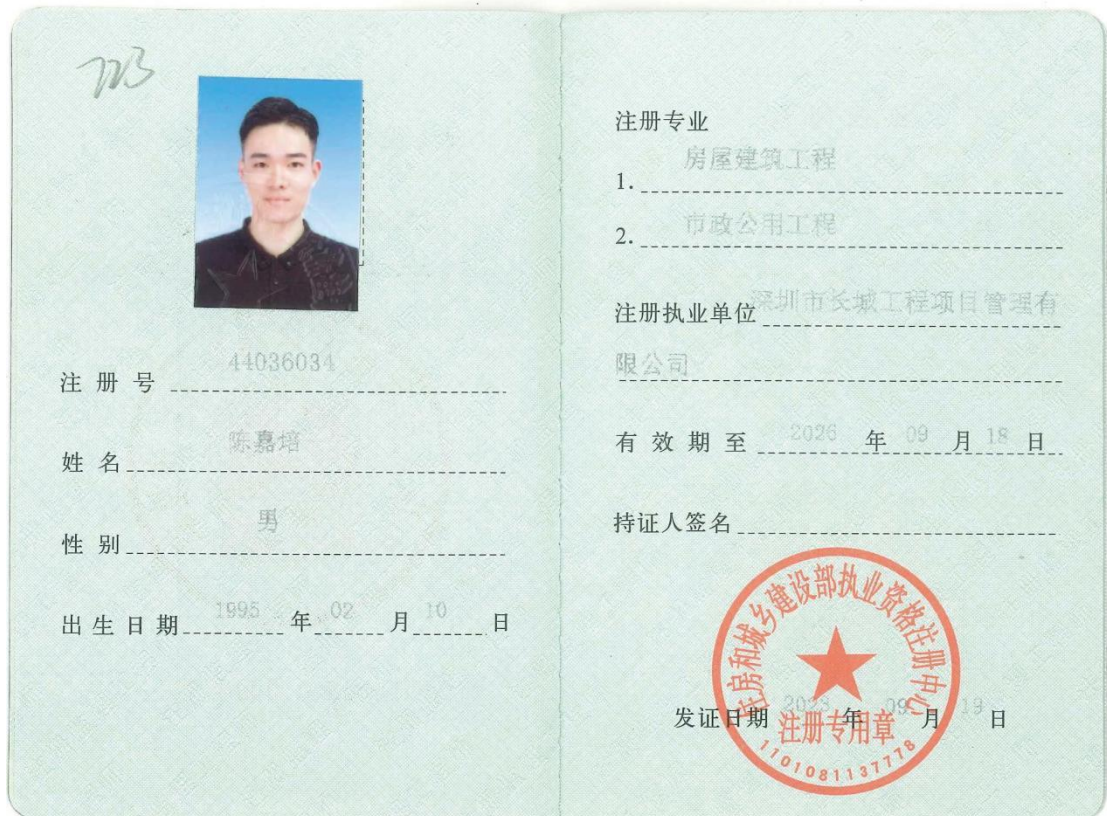 723
注 册 号 44036034
姓 名 陈嘉培
性 别 男
出 生 日 期 1995 年 02 月 10 日
注册专业
1. 房屋建筑工程
2. 市政公用工程
注册执业单位 深圳市长城工程项目管理有
限公司
有 效 期 至 2026 年 09 月 18 日
持证人签名
住房和城乡建设部执业资格注册中心
发证日期 2023 年 09 月 19 日
注册专用章
1101081137778